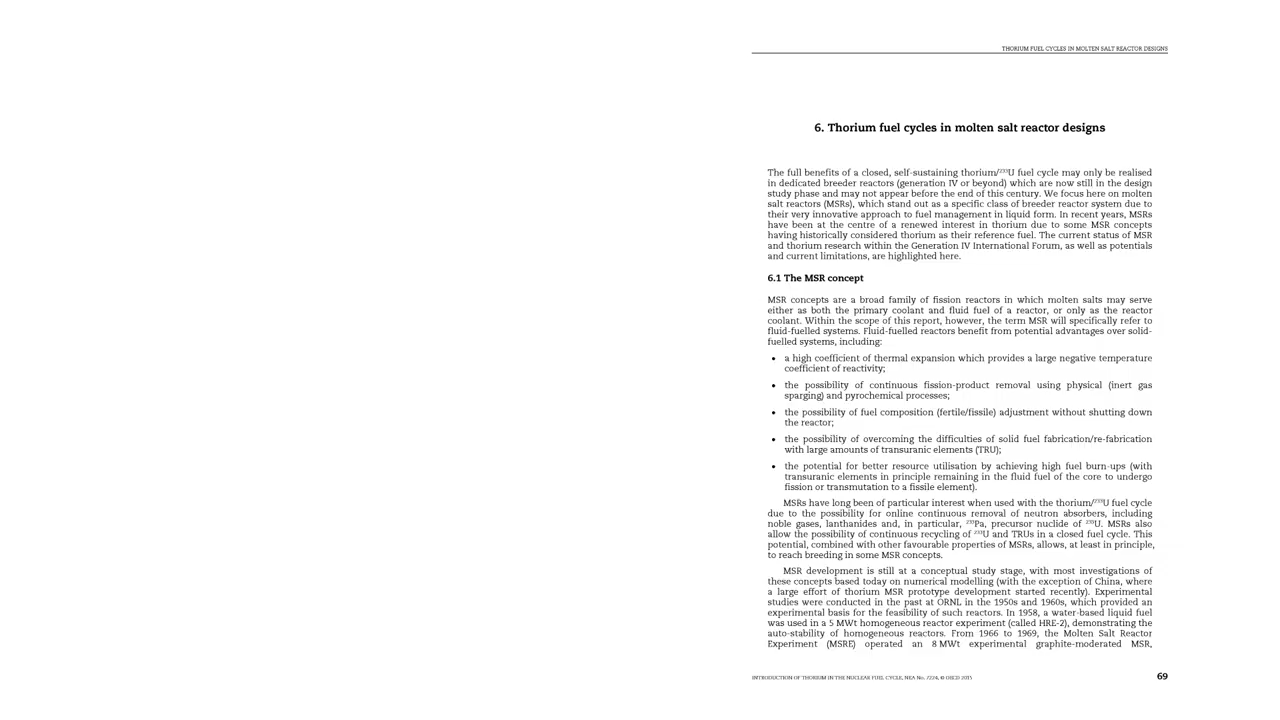 THORIUM FUEL CYCLES IN MOLTEN SALT REACTOR DESIGNS
6. Thorium fuel cycles in molten salt reactor designs
The full benefits of a closed, self-sustaining thorium/²³³U fuel cycle may only be realised
in dedicated breeder reactors (generation IV or beyond) which are now still in the design
study phase and may not appear before the end of this century. We focus here on molten
salt reactors (MSRs), which stand out as a specific class of breeder reactor system due to
their very innovative approach to fuel management in liquid form. In recent years, MSRs
have been at the centre of a renewed interest in thorium due to some MSR concepts
having historically considered thorium as their reference fuel. The current status of MSR
and thorium research within the Generation IV International Forum, as well as potentials
and current limitations, are highlighted here.
6.1 The MSR concept
MSR concepts are a broad family of fission reactors in which molten salts may serve
either as both the primary coolant and fluid fuel of a reactor, or only as the reactor
coolant. Within the scope of this report, however, the term MSR will specifically refer to
fluid-fuelled systems. Fluid-fuelled reactors benefit from potential advantages over solid-
fuelled systems, including:
• a high coefficient of thermal expansion which provides a large negative temperature
coefficient of reactivity;
• the possibility of continuous fission-product removal using physical (inert gas
sparging) and pyrochemical processes;
• the possibility of fuel composition (fertile/fissile) adjustment without shutting down
the reactor;
• the possibility of overcoming the difficulties of solid fuel fabrication/re-fabrication
with large amounts of transuranic elements (TRU);
• the potential for better resource utilisation by achieving high fuel burn-ups (with
transuranic elements in principle remaining in the fluid fuel of the core to undergo
fission or transmutation to a fissile element).
MSRs have long been of particular interest when used with the thorium/²³³U fuel cycle
due to the possibility for online continuous removal of neutron absorbers, including
noble gases, lanthanides and, in particular, ²³³Pa, precursor nuclide of ²³³U. MSRs also
allow the possibility of continuous recycling of ²³³U and TRUs in a closed fuel cycle. This
potential, combined with other favourable properties of MSRs, allows, at least in principle,
to reach breeding in some MSR concepts.
MSR development is still at a conceptual study stage, with most investigations of
these concepts based today on numerical modelling (with the exception of China, where
a large effort of thorium MSR prototype development started recently). Experimental
studies were conducted in the past at ORNL in the 1950s and 1960s, which provided an
experimental basis for the feasibility of such reactors. In 1958, a water-based liquid fuel
was used in a 5 MWt homogeneous reactor experiment (called HRE-2), demonstrating the
auto-stability of homogeneous reactors. From 1966 to 1969, the Molten Salt Reactor
Experiment (MSRE) operated an 8 MWt experimental graphite-moderated MSR,
INTRODUCTION OF THORIUM IN THE NUCLEAR FUEL CYCLE, NEA No. 7224, © OECD 2015
69